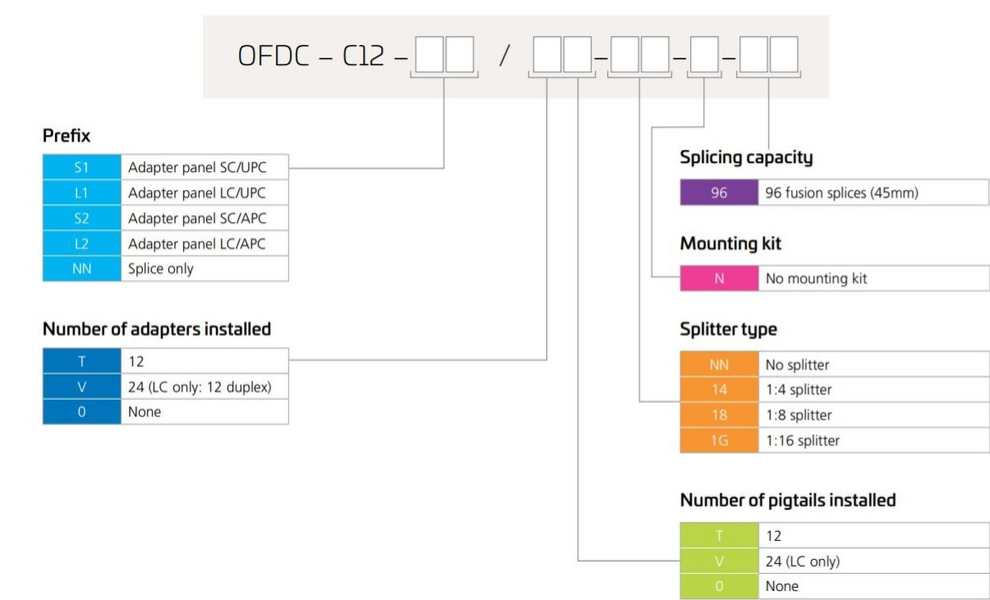 OFDC – C12 – / – – –
Prefix
S1 Adapter panel SC/UPC
L1 Adapter panel LC/UPC
S2 Adapter panel SC/APC
L2 Adapter panel LC/APC
NN Splice only
Number of adapters installed
T 12
V 24 (LC only: 12 duplex)
0 None
Splicing capacity
96 96 fusion splices (45mm)
Mounting kit
N No mounting kit
Splitter type
NN No splitter
14 1:4 splitter
18 1:8 splitter
1G 1:16 splitter
Number of pigtails installed
T 12
V 24 (LC only)
0 None